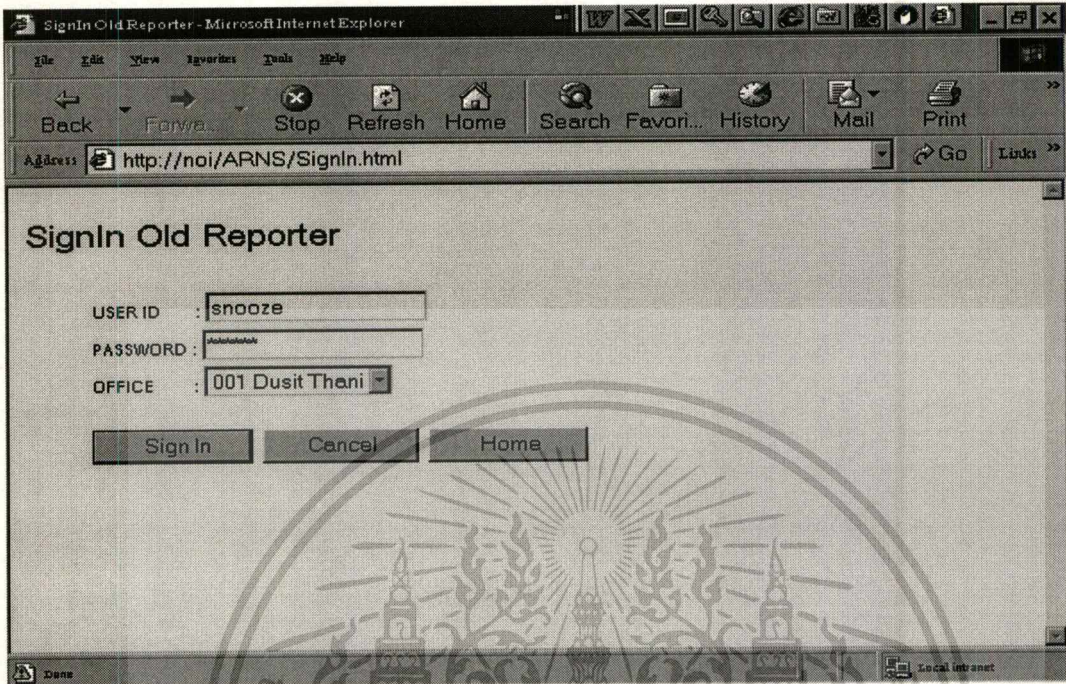 SignIn Old Reporter - Microsoft Internet Explorer
File Edit View Favorites Tools Help
Back Forwa... Stop Refresh Home Search Favori... History Mail Print »
Address http://noi/ARNS/SignIn.html Go Links »
SignIn Old Reporter
USER ID : snooze
PASSWORD : ******
OFFICE : 001 Dusit Thani
Sign In Cancel Home
Done Local intranet